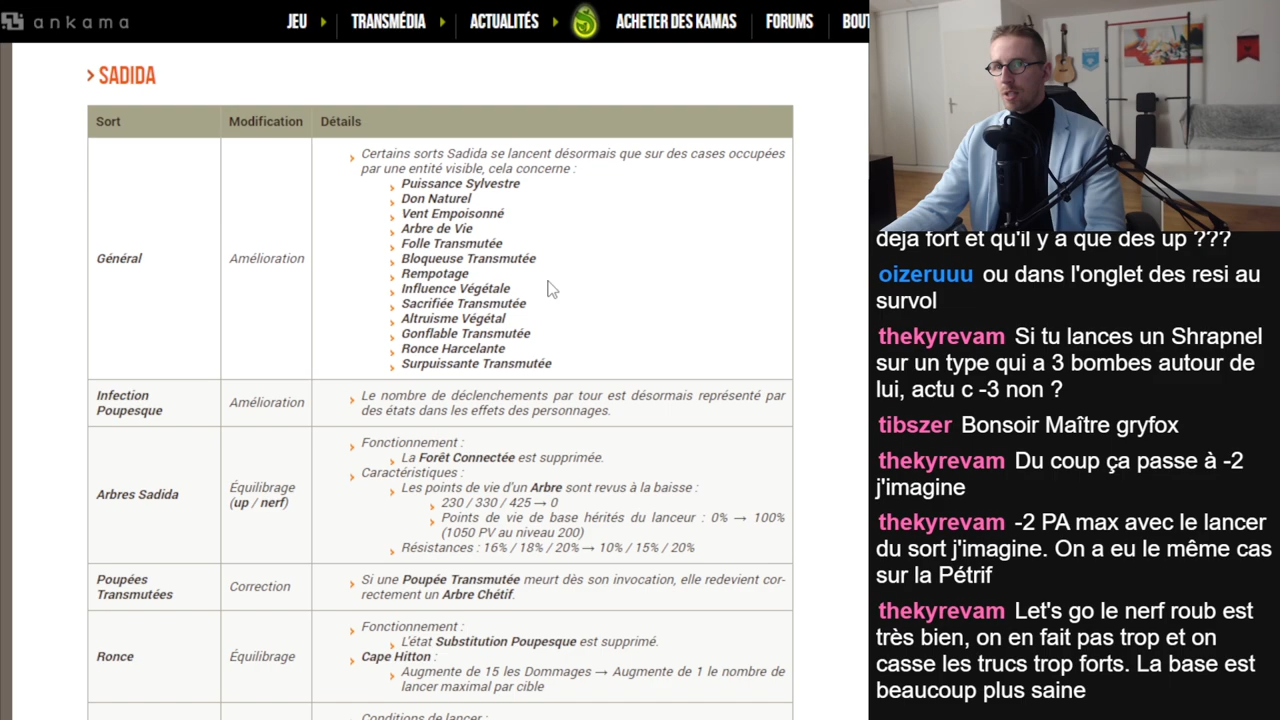 ankama
JEU
TRANSMÉDIA
ACTUALITÉS
ACHETER DES KAMAS
FORUMS
BOUT
SADIDA
Sort
Modification
Détails
Général
Amélioration
Certains sorts Sadida se lancent désormais que sur des cases occupées
par une entité visible, cela concerne :
Puissance Sylvestre
Don Naturel
Vent Empoisonné
Arbre de Vie
Folle Transmutée
Bloqueuse Transmutée
Rempotage
Influence Végétale
Sacrifiée Transmutée
Altruisme Végétal
Gonflable Transmutée
Ronce Harcelante
Surpuissante Transmutée
Infection
Poupesque
Amélioration
Le nombre de déclenchements par tour est désormais représenté par
des états dans les effets des personnages.
Arbres Sadida
Équilibrage
(up / nerf)
Fonctionnement :
La Forêt Connectée est supprimée.
Caractéristiques :
Les points de vie d'un Arbre sont revus à la baisse :
230 / 330 / 425 → 0
Points de vie de base hérités du lanceur : 0% → 100%
(1050 PV au niveau 200)
Résistances : 16% / 18% / 20% → 10% / 15% / 20%
Poupées
Transmutées
Correction
Si une Poupée Transmutée meurt dès son invocation, elle redevient cor-
rectement un Arbre Chétif.
Ronce
Équilibrage
Fonctionnement :
L'état Substitution Poupesque est supprimé.
Cape Hitton :
Augmente de 15 les Dommages → Augmente de 1 le nombre de
lancer maximal par cible
Conditions de lancer :
déjà fort et qu'il y a que des up ???
oizeruuu ou dans l'onglet des resi au
survol
thekyrevam Si tu lances un Shrapnel
sur un type qui a 3 bombes autour de
lui, actu c -3 non ?
tibszer Bonsoir Maître gryfox
thekyrevam Du coup ça passe à -2
j'imagine
thekyrevam -2 PA max avec le lancer
du sort j'imagine. On a eu le même cas
sur la Pétrif
thekyrevam Let's go le nerf roub est
très bien, on en fait pas trop et on
casse les trucs trop forts. La base est
beaucoup plus saine